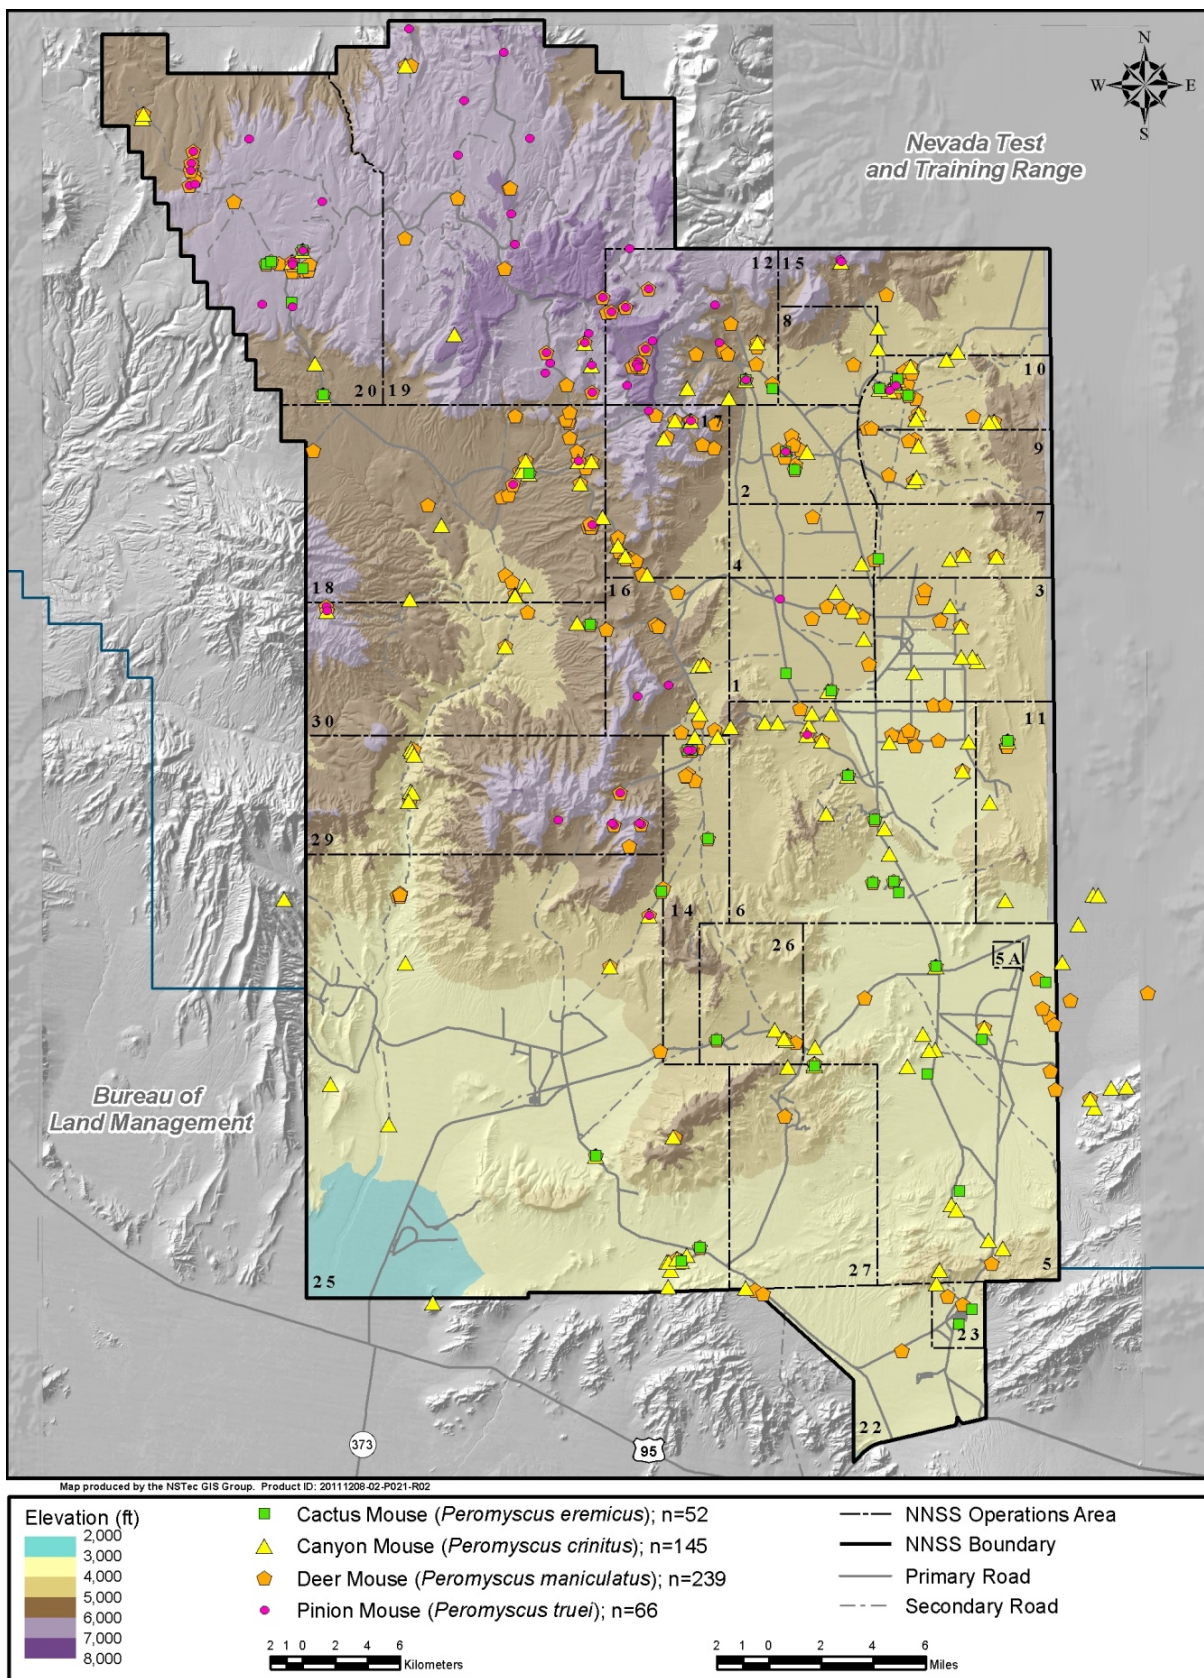 N
W E
S
Nevada Test
and Training Range
12 15
8
10
20 19
17
9
2
7
4
18
16
3
1
30
11
29
14
6
26
5A
Bureau of
Land Management
25
27
5
23
22
373
95
Map produced by the NSTec GIS Group. Product ID: 20111208-02-P021-R02
Elevation (ft)
2,000
3,000
4,000
5,000
6,000
7,000
8,000
Cactus Mouse (Peromyscus eremicus); n=52
Canyon Mouse (Peromyscus crinitus); n=145
Deer Mouse (Peromyscus maniculatus; n=239
Pinion Mouse (Peromyscus truei); n=66
NNSS Operations Area
NNSS Boundary
Primary Road
Secondary Road
2 1 0 2 4 6
Kilometers
2 1 0 2 4 6
Miles